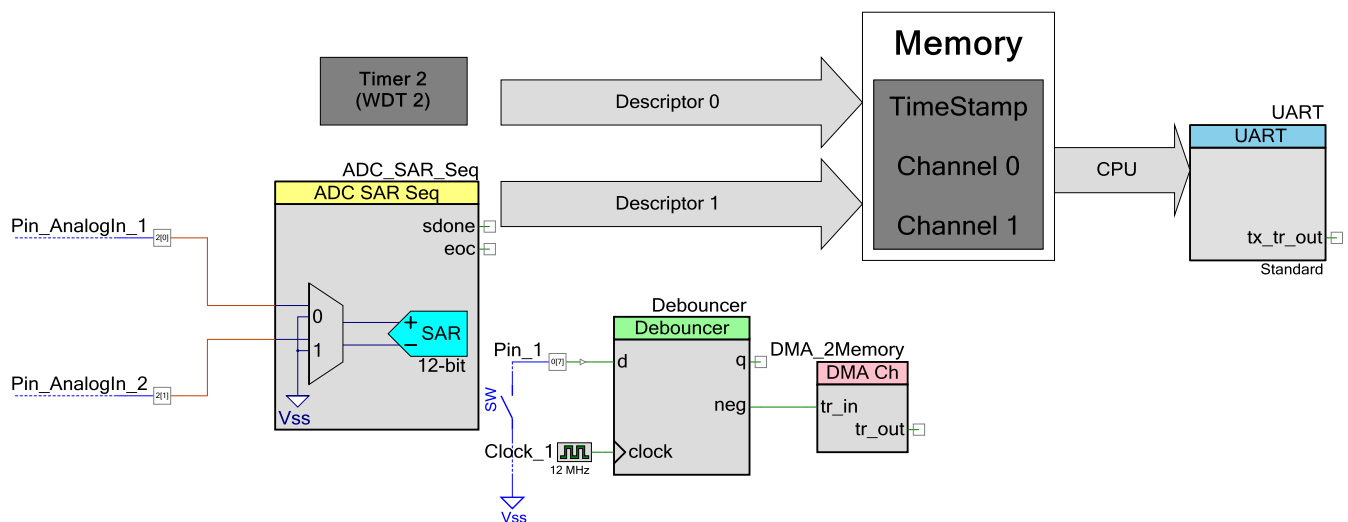 Timer 2
(WDT 2)
Descriptor 0
Descriptor 1
Memory
TimeStamp
Channel 0
Channel 1
CPU
UART
UART
tx_tr_out
Standard
ADC_SAR_Seq
ADC SAR Seq
sdone
eoc
Pin_AnalogIn_1
2[0]
Pin_AnalogIn_2
2[1]
0
1
+
SAR
−
12-bit
Vss
Pin_1
0[7]
SW
Clock_1
12 MHz
Vss
Debouncer
Debouncer
d
q
neg
clock
DMA_2Memory
DMA Ch
tr_in
tr_out